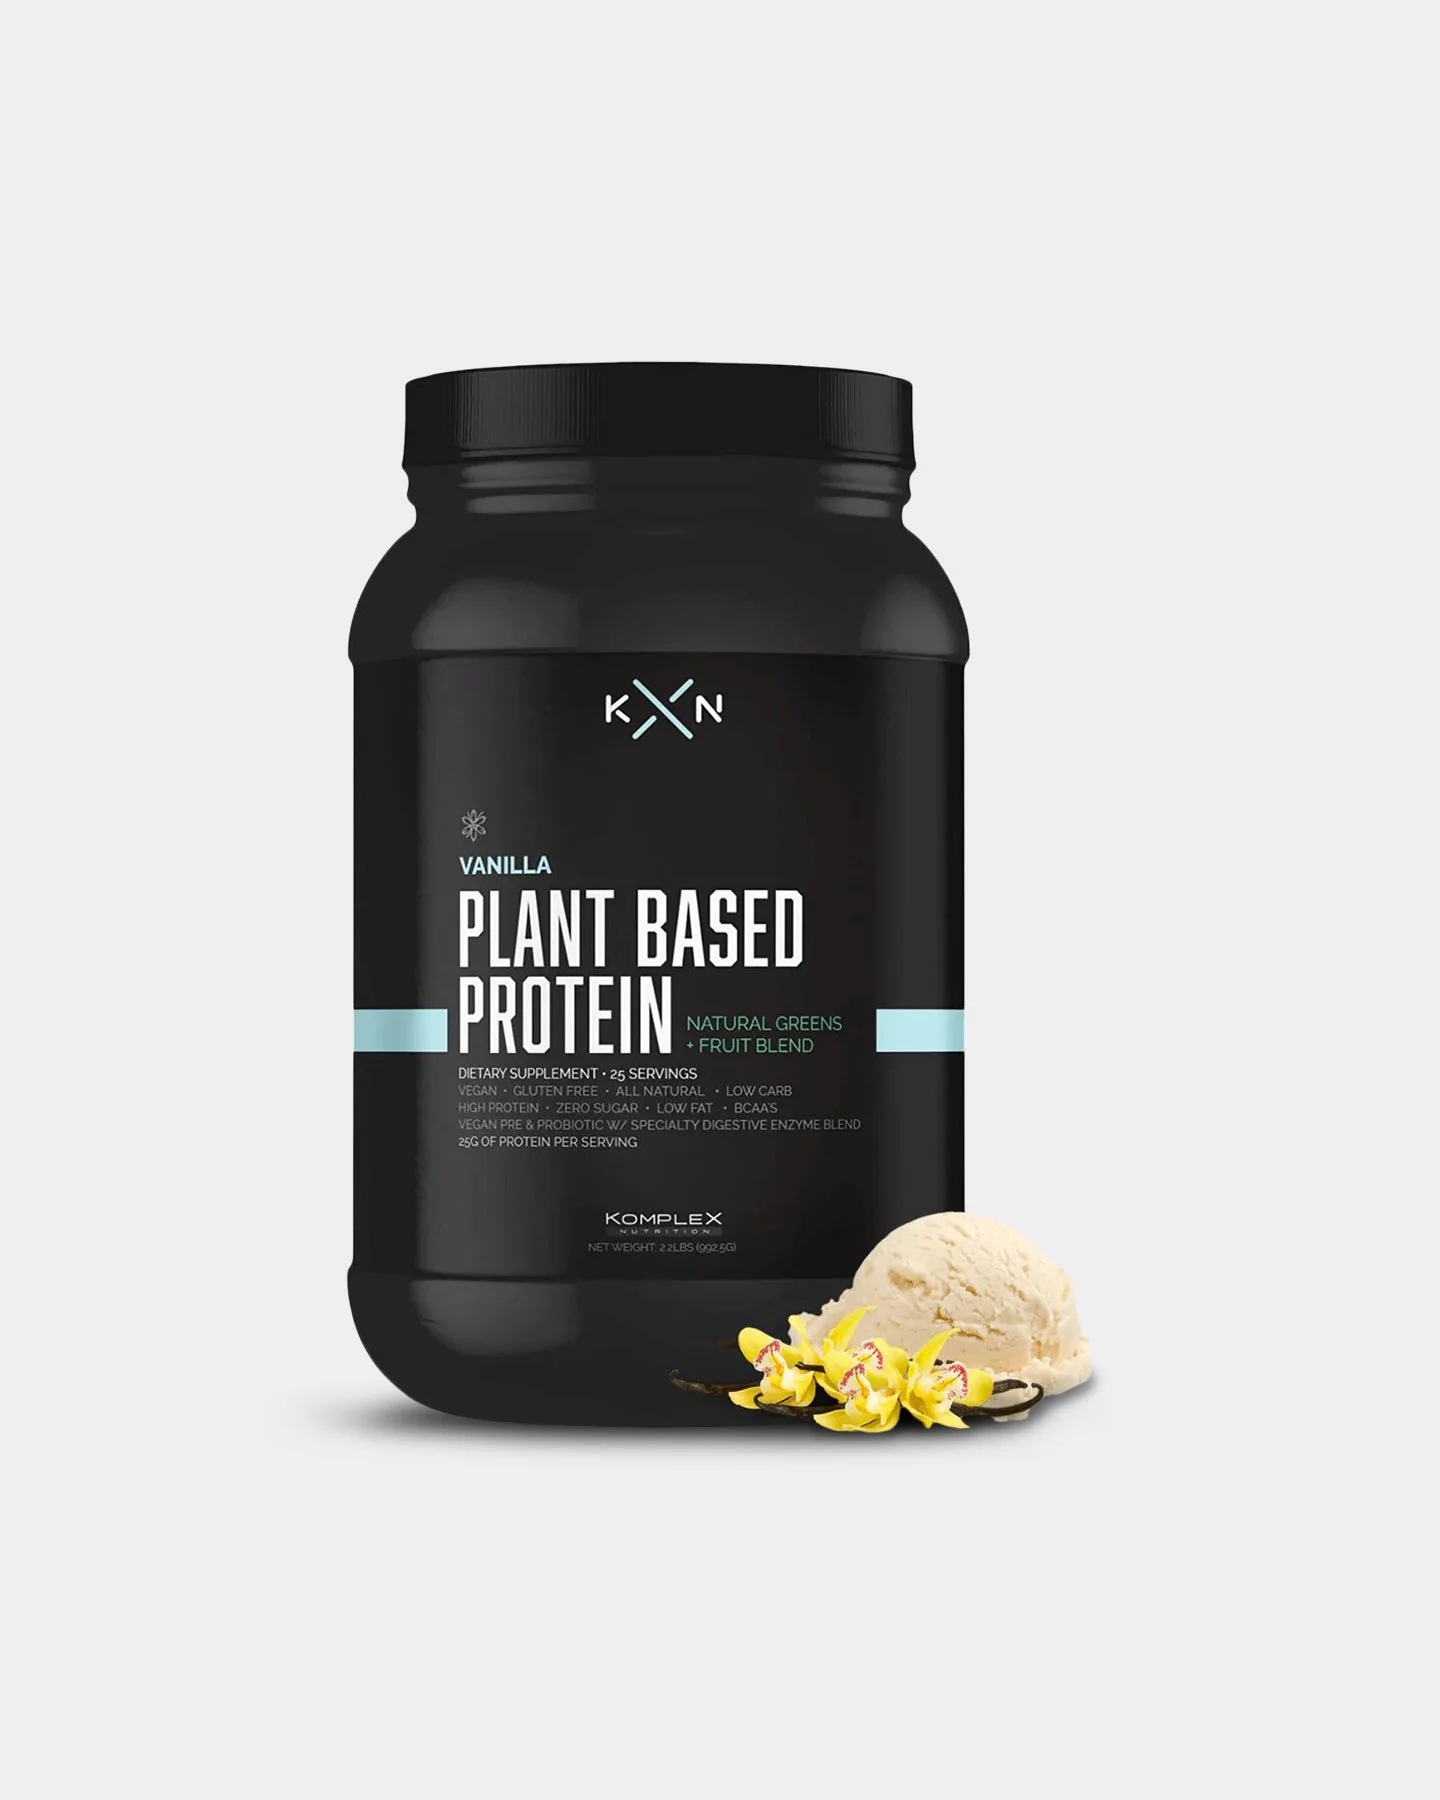 KXN
VANILLA
PLANT BASED
PROTEIN
NATURAL GREENS
+ FRUIT BLEND
DIETARY SUPPLEMENT • 25 SERVINGS
VEGAN • GLUTEN FREE • ALL NATURAL • LOW CARB
HIGH PROTEIN • ZERO SUGAR • LOW FAT • BCAA'S
VEGAN PRE & PROBIOTIC W/ SPECIALTY DIGESTIVE ENZYME BLEND
25G OF PROTEIN PER SERVING
KOMPLEX
NUTRITION
NET WEIGHT: 2.2LBS (992.5G)